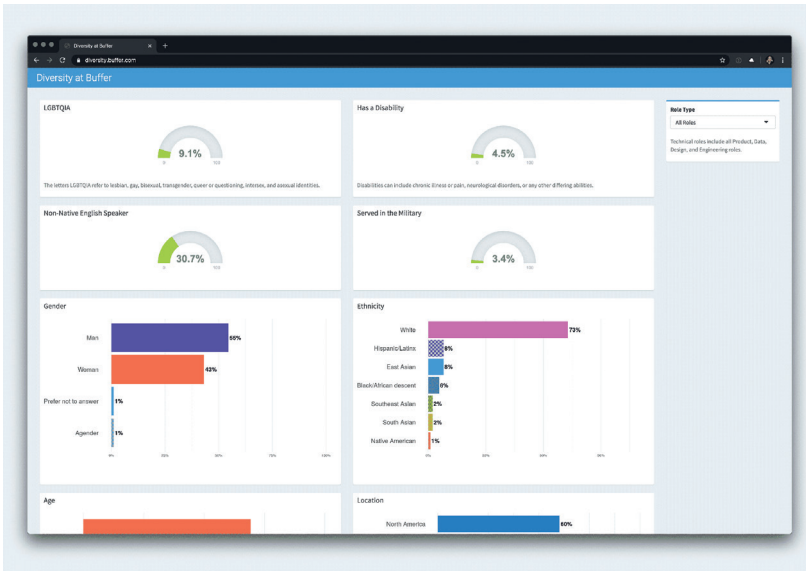 Diversity at Buffer
diversity.buffer.com
Diversity at Buffer
LGBTQIA
9.1%
0 100
The letters LGBTQIA refer to lesbian, gay, bisexual, transgender, queer or questioning, intersex, and asexual identities.
Has a Disability
4.5%
0 100
Disabilities can include chronic illness or pain, neurological disorders, or any other differing abilities.
Role Type
All Roles
Technical roles include all Product, Data,
Design, and Engineering roles.
Non-Native English Speaker
30.7%
0 100
Served in the Military
3.4%
0 100
Gender
Man 55%
Woman 43%
Prefer not to answer 1%
Agender 1%
0% 25% 50% 75% 100%
Ethnicity
White 73%
Hispanic/Latinx
East Asian 8%
Black/African descent 6%
Southeast Asian 2%
South Asian 2%
Native American 1%
0% 30% 60% 90%
Age
Location
North America 60%